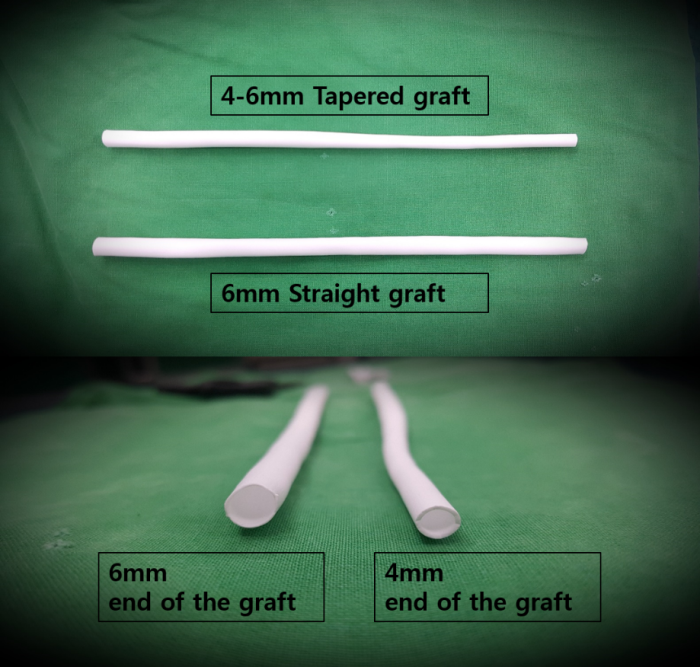 4-6mm Tapered graft
6mm Straight graft
6mm
end of the graft
4mm
end of the graft